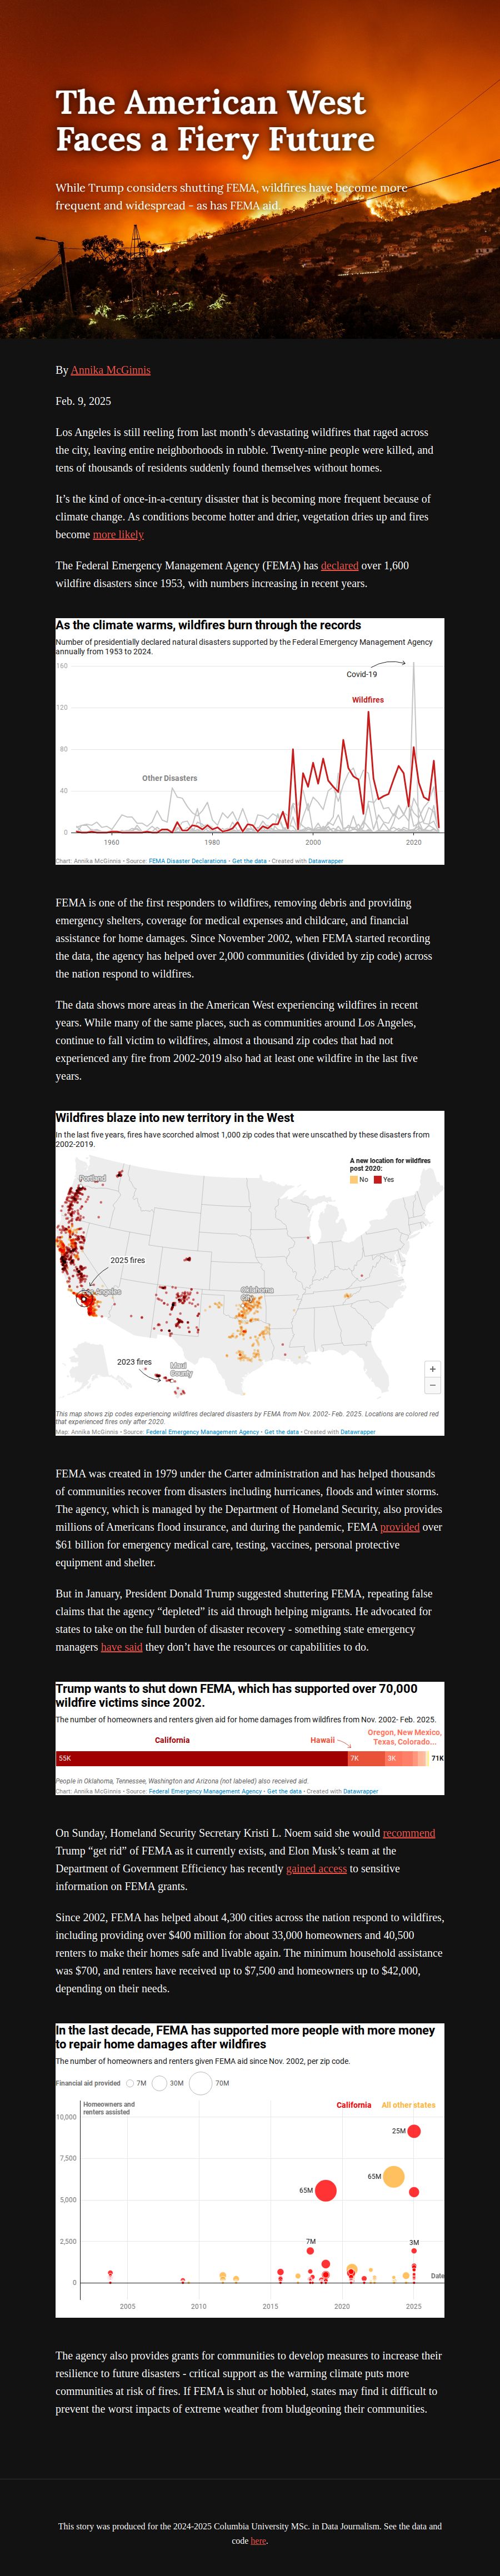 The American West
Faces a Fiery Future
While Trump considers shutting FEMA, wildfires have become more
frequent and widespread - as has FEMA aid.
By Annika McGinnis
Feb. 9, 2025
Los Angeles is still reeling from last month’s devastating wildfires that raged across
the city, leaving entire neighborhoods in rubble. Twenty-nine people were killed, and
tens of thousands of residents suddenly found themselves without homes.
It’s the kind of once-in-a-century disaster that is becoming more frequent because of
climate change. As conditions become hotter and drier, vegetation dries up and fires
become more likely
The Federal Emergency Management Agency (FEMA) has declared over 1,600
wildfire disasters since 1953, with numbers increasing in recent years.
As the climate warms, wildfires burn through the records
Number of presidentially declared natural disasters supported by the Federal Emergency Management Agency
annually from 1953 to 2024.
160
Covid-19
Wildfires
120
80
Other Disasters
40
0
1960 1980 2000 2020
Chart: Annika McGinnis • Source: FEMA Disaster Declarations • Get the data • Created with Datawrapper
FEMA is one of the first responders to wildfires, removing debris and providing
emergency shelters, coverage for medical expenses and childcare, and financial
assistance for home damages. Since November 2002, when FEMA started recording
the data, the agency has helped over 2,000 communities (divided by zip code) across
the nation respond to wildfires.
The data shows more areas in the American West experiencing wildfires in recent
years. While many of the same places, such as communities around Los Angeles,
continue to fall victim to wildfires, almost a thousand zip codes that had not
experienced any fire from 2002-2019 also had at least one wildfire in the last five
years.
Wildfires blaze into new territory in the West
In the last five years, fires have scorched almost 1,000 zip codes that were unscathed by these disasters from
2002-2019.
A new location for wildfires
post 2020:
No Yes
Portland
2025 fires
Los Angeles
Oklahoma
City
2023 fires
Maui
County
+
−
This map shows zip codes experiencing wildfires declared disasters by FEMA from Nov. 2002- Feb. 2025. Locations are colored red
that experienced fires only after 2020.
Map: Annika McGinnis • Source: Federal Emergency Management Agency • Get the data • Created with Datawrapper
FEMA was created in 1979 under the Carter administration and has helped thousands
of communities recover from disasters including hurricanes, floods and winter storms.
The agency, which is managed by the Department of Homeland Security, also provides
millions of Americans flood insurance, and during the pandemic, FEMA provided over
$61 billion for emergency medical care, testing, vaccines, personal protective
equipment and shelter.
But in January, President Donald Trump suggested shuttering FEMA, repeating false
claims that the agency “depleted” its aid through helping migrants. He advocated for
states to take on the full burden of disaster recovery - something state emergency
managers have said they don’t have the resources or capabilities to do.
Trump wants to shut down FEMA, which has supported over 70,000
wildfire victims since 2002.
The number of homeowners and renters given aid for home damages from wildfires from Nov. 2002- Feb. 2025.
California Hawaii Oregon, New Mexico,
Texas, Colorado...
55K 7K 3K 71K
People in Oklahoma, Tennessee, Washington and Arizona (not labeled) also received aid.
Chart: Annika McGinnis • Source: Federal Emergency Management Agency • Get the data • Created with Datawrapper
On Sunday, Homeland Security Secretary Kristi L. Noem said she would recommend
Trump “get rid” of FEMA as it currently exists, and Elon Musk’s team at the
Department of Government Efficiency has recently gained access to sensitive
information on FEMA grants.
Since 2002, FEMA has helped about 4,300 cities across the nation respond to wildfires,
including providing over $400 million for about 33,000 homeowners and 40,500
renters to make their homes safe and livable again. The minimum household assistance
was $700, and renters have received up to $7,500 and homeowners up to $42,000,
depending on their needs.
In the last decade, FEMA has supported more people with more money
to repair home damages after wildfires
The number of homeowners and renters given FEMA aid since Nov. 2002, per zip code.
Financial aid provided 7M 30M 70M
Homeowners and
renters assisted
California All other states
10,000
25M
7,500
65M
65M
5,000
2,500
7M
3M
0
Date
2005 2010 2015 2020 2025
The agency also provides grants for communities to develop measures to increase their
resilience to future disasters - critical support as the warming climate puts more
communities at risk of fires. If FEMA is shut or hobbled, states may find it difficult to
prevent the worst impacts of extreme weather from bludgeoning their communities.
This story was produced for the 2024-2025 Columbia University MSc. in Data Journalism. See the data and
code here.